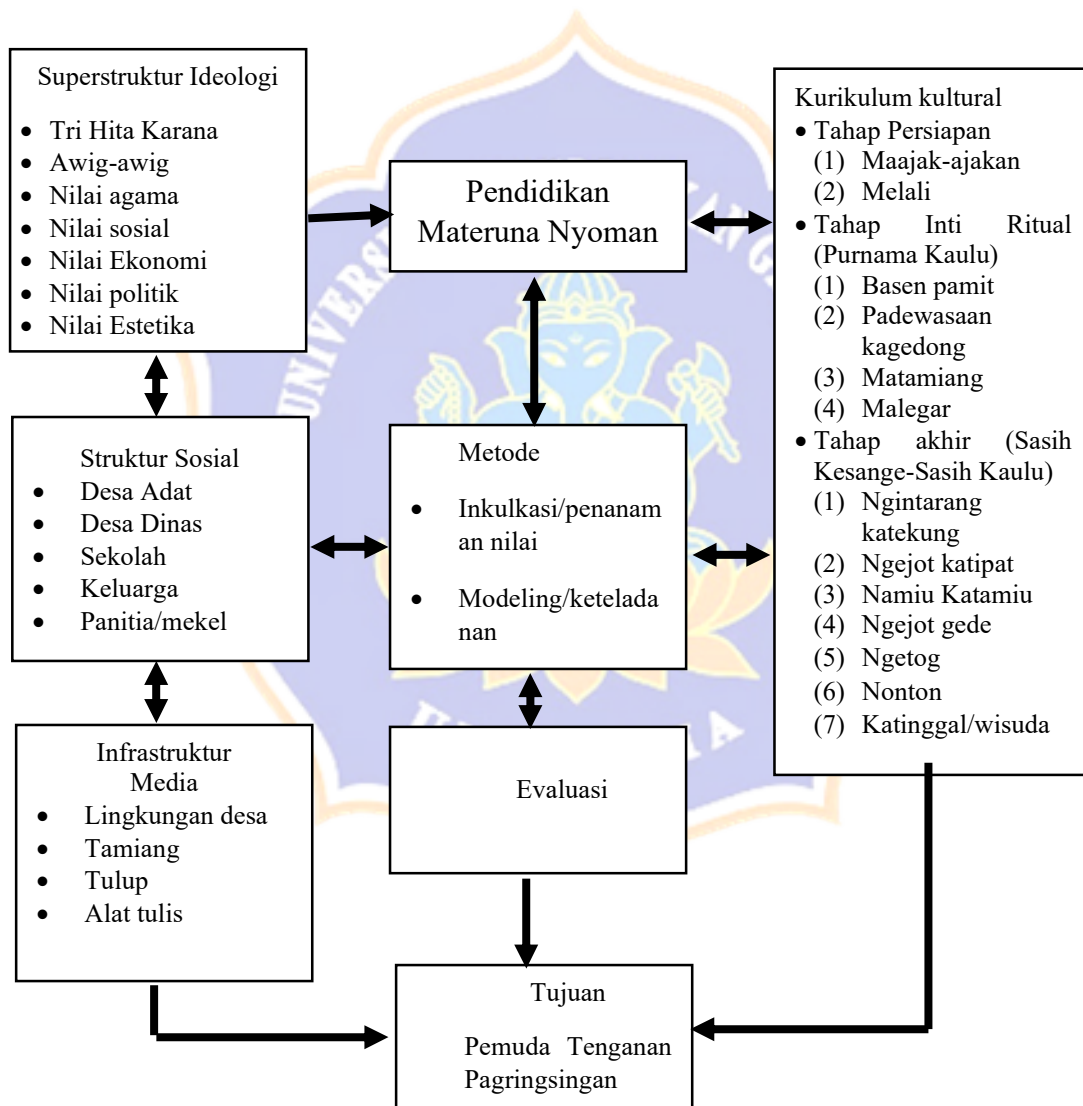 Superstruktur Ideologi
• Tri Hita Karana
• Awig-awig
• Nilai agama
• Nilai sosial
• Nilai Ekonomi
• Nilai politik
• Nilai Estetika
Pendidikan
Materuna Nyoman
Kurikulum kultural
• Tahap Persiapan
(1) Maajak-ajakan
(2) Melali
• Tahap Inti Ritual
(Purnama Kaulu)
(1) Basen pamit
(2) Padewasaan
kagedong
(3) Matamiang
(4) Malegar
• Tahap akhir (Sasih
Kesange-Sasih Kaulu)
(1) Ngintarang
katekung
(2) Ngejot katipat
(3) Namiu Katamiu
(4) Ngejot gede
(5) Ngetog
(6) Nonton
(7) Katinggal/wisuda
Struktur Sosial
• Desa Adat
• Desa Dinas
• Sekolah
• Keluarga
• Panitia/mekel
Metode
• Inkulkasi/penanam
an nilai
• Modeling/ketelada
nan
Infrastruktur
Media
• Lingkungan desa
• Tamiang
• Tulup
• Alat tulis
Evaluasi
Tujuan
Pemuda Tenganan
Pagringsingan